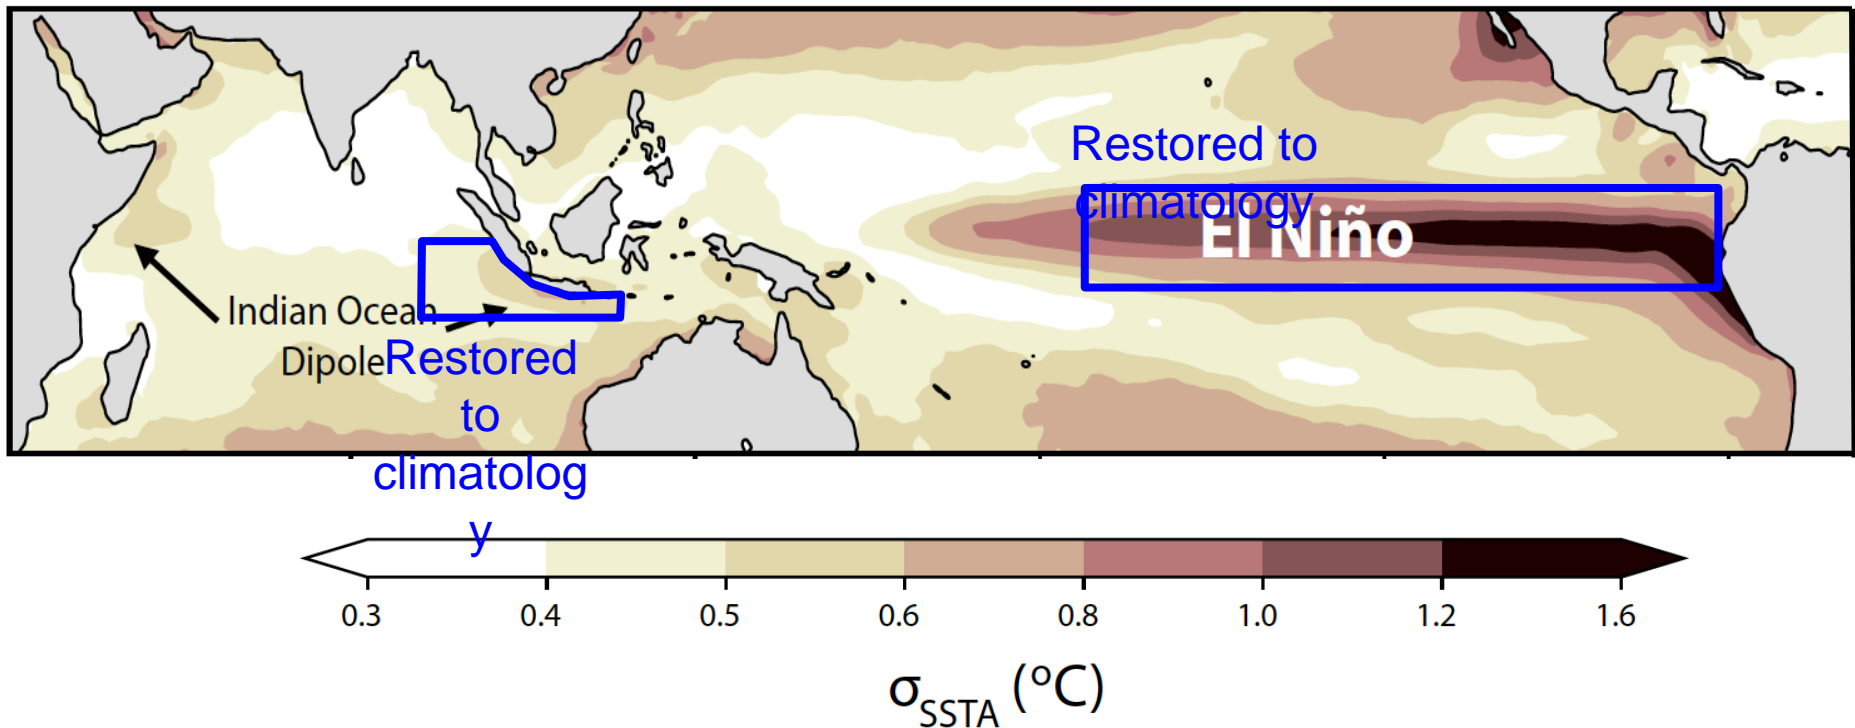 Restored to
climatology
El Niño
Indian Ocean
Dipole
Restored
to
climatolog
y
0.3 0.4 0.5 0.6 0.8 1.0 1.2 1.6
σSSTA (ºC)